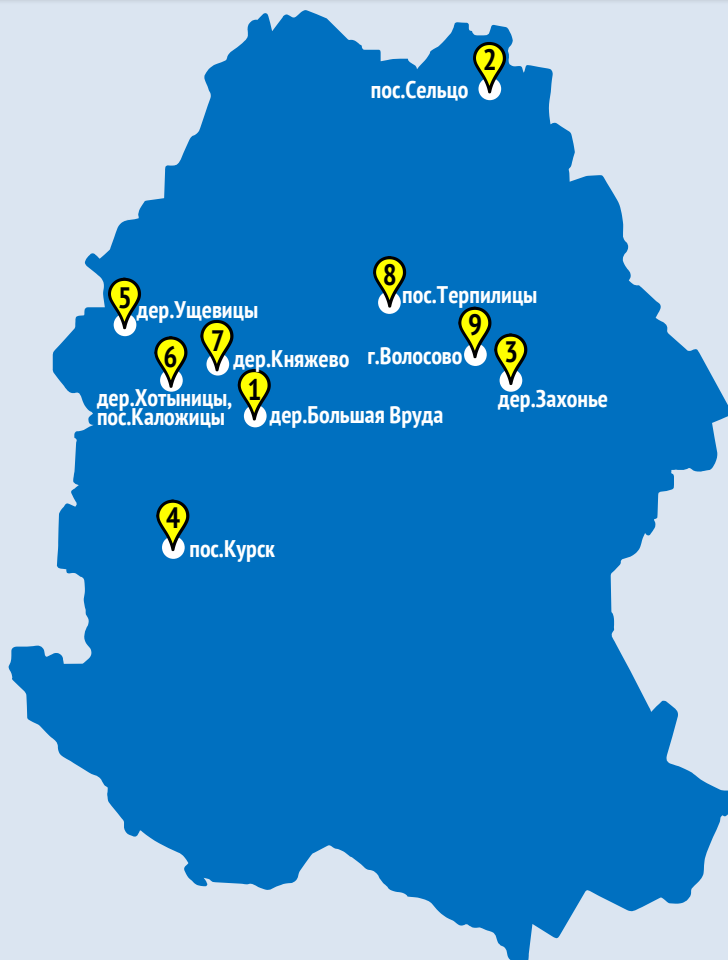 2
пос.Сельцо
8
пос.Терпилицы
5
дер.Ущевицы
9
г.Волосово
7
дер.Княжево
3
дер.Захонье
6
дер.Хотыницы,
пос.Каложицы
1
дер.Большая Вруда
4
пос.Курск